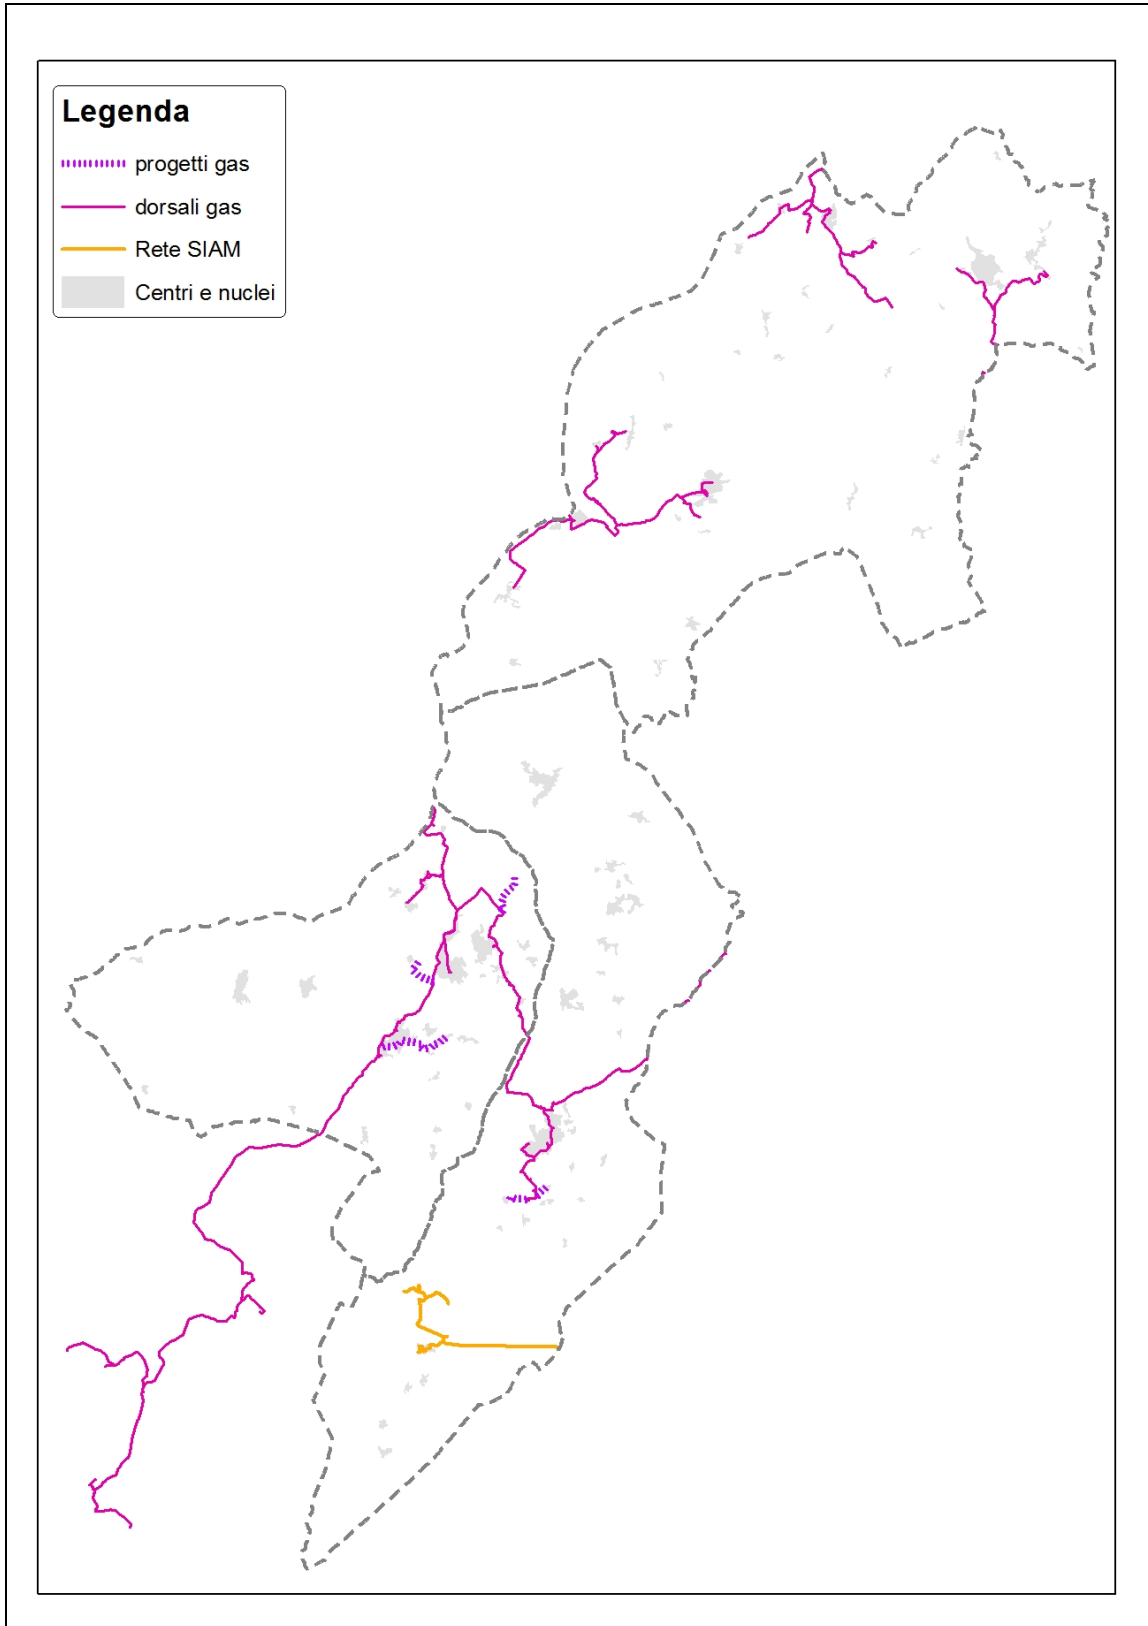 Legenda
progetti gas
dorsali gas
Rete SIAM
Centri e nuclei